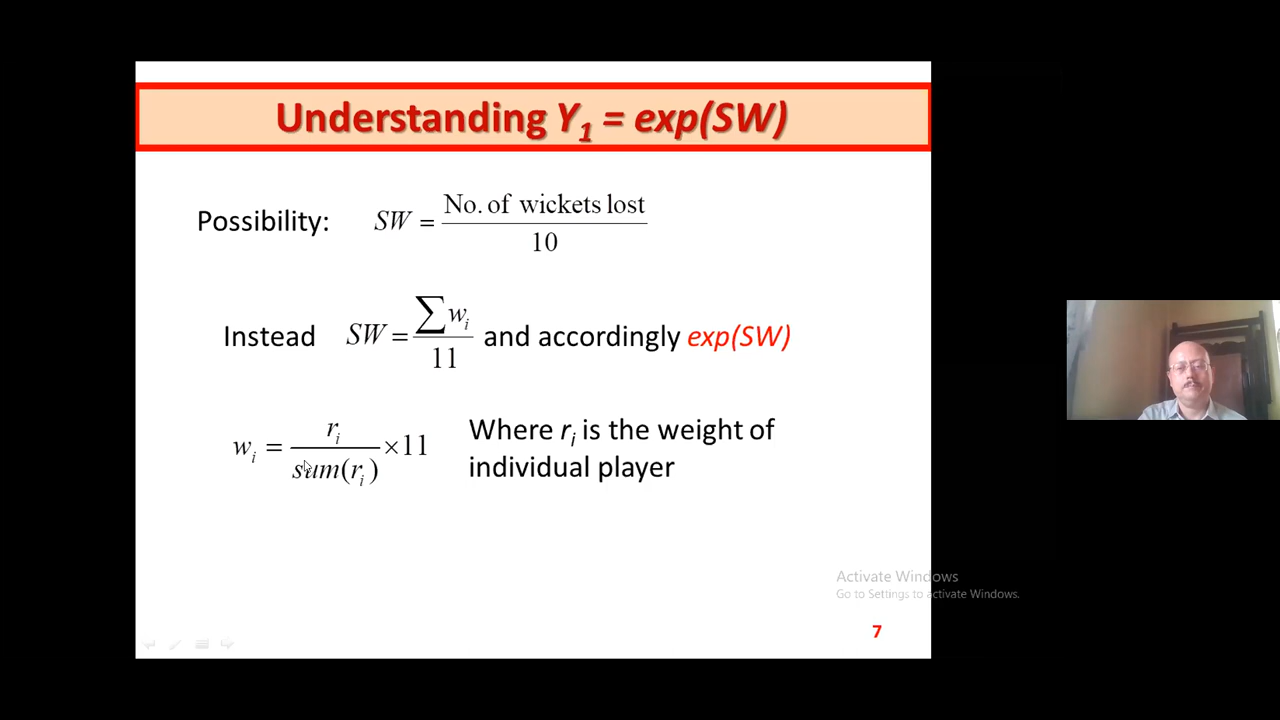 Understanding Y₁ = exp(SW)
Possibility: SW = No. of wickets lost / 10
Instead SW = ∑wᵢ / 11 and accordingly exp(SW)
wᵢ = rᵢ / sum(rᵢ) ×11 Where rᵢ is the weight of
individual player
Activate Windows
Go to Settings to activate Windows.
7